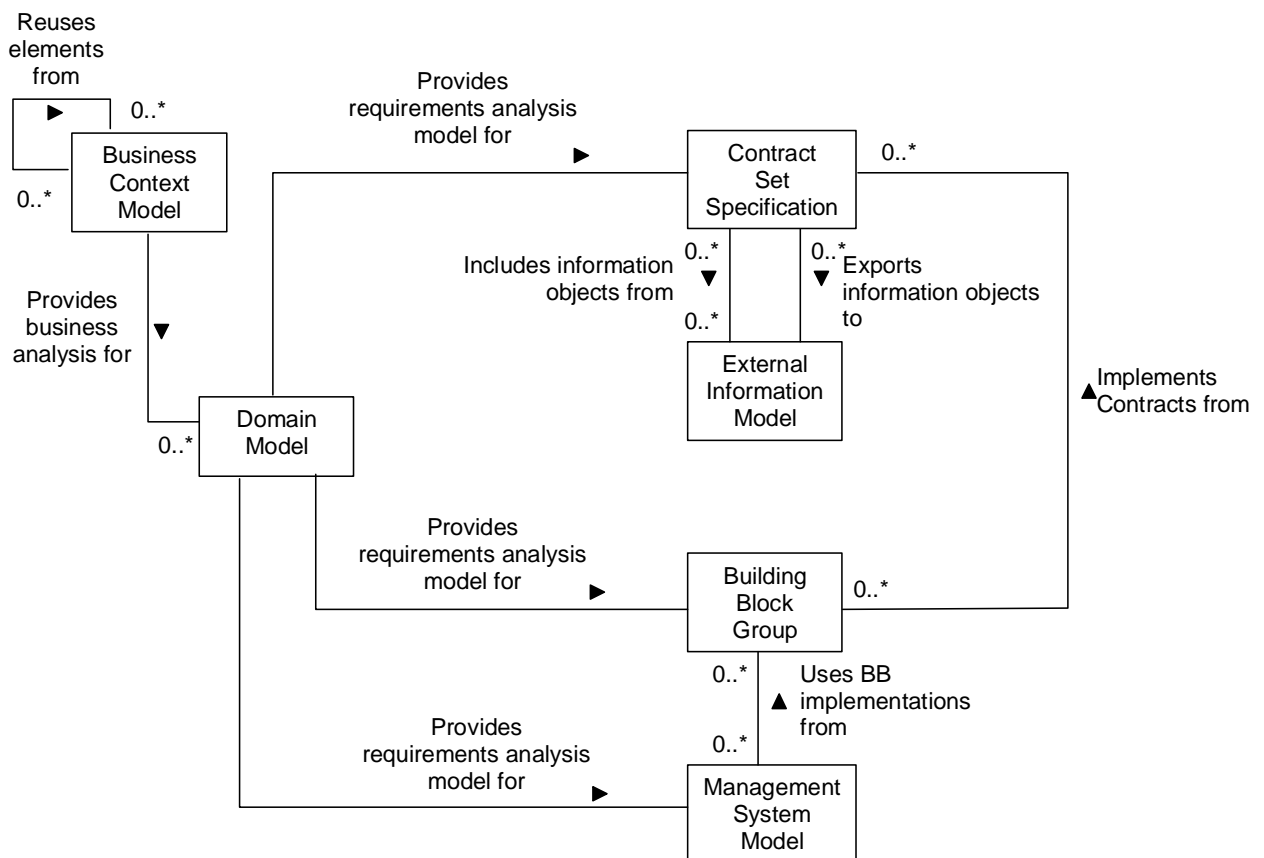 Reuses
elements
from
0..*
Business
Context
Model
0..*
Provides
requirements analysis
model for
Contract
Set
Specification
0..*
0..*
0..*
Includes information
objects from
Exports
information objects
to
0..*
External
Information
Model
Provides
business
analysis for
Implements
Contracts from
Domain
Model
0..*
Provides
requirements analysis
model for
Building
Block
Group
0..*
0..*
Uses BB
implementations
from
0..*
Provides
requirements analysis
model for
Management
System
Model